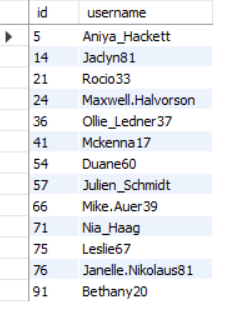 id username
5 Aniya_Hackett
14 Jaclyn81
21 Rocio33
24 Maxwell.Halvorson
36 Ollie_Ledner37
41 Mckenna17
54 Duane60
57 Julien_Schmidt
66 Mike.Auer39
71 Nia_Haag
75 Leslie67
76 Janelle.Nikolaus81
91 Bethany20